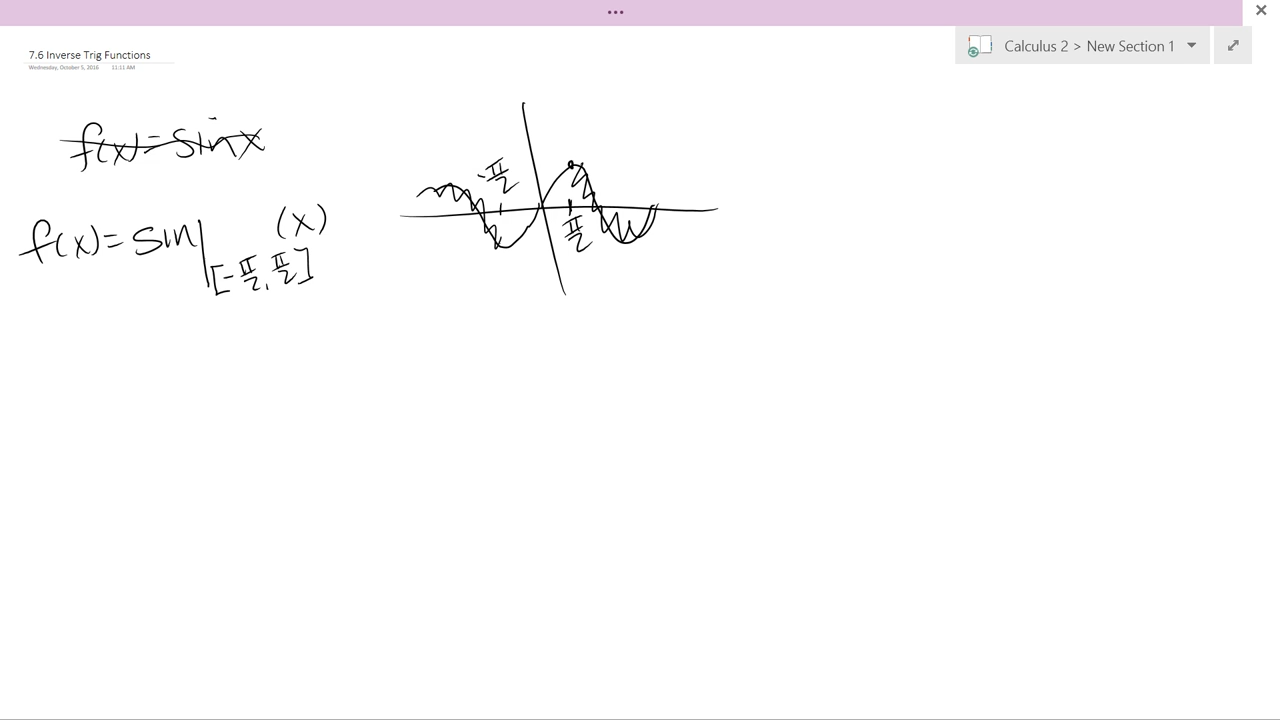 •••
Calculus 2 > New Section 1
7.6 Inverse Trig Functions
Wednesday, October 5, 2016 11:11 AM
f(x)=sinx
f(x)=sin|[-π/2, π/2] (x)
-π/2
π/2